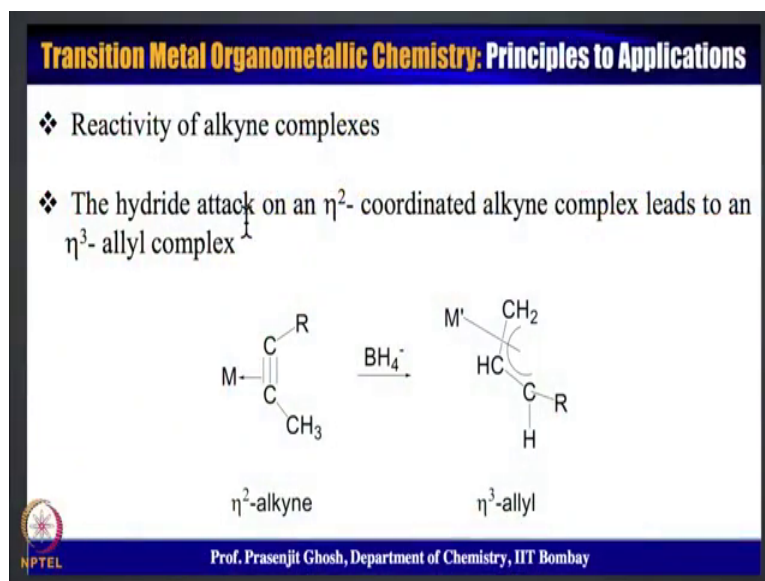 Transition Metal Organometallic Chemistry: Principles to Applications
❖ Reactivity of alkyne complexes
❖ The hydride attack on an η²- coordinated alkyne complex leads to an
η³- allyl complex
R
C
M
C
CH₃
BH₄⁻
M'
CH₂
HC
C
R
H
η²-alkyne
η³-allyl
NPTEL
Prof. Prasenjit Ghosh, Department of Chemistry, IIT Bombay